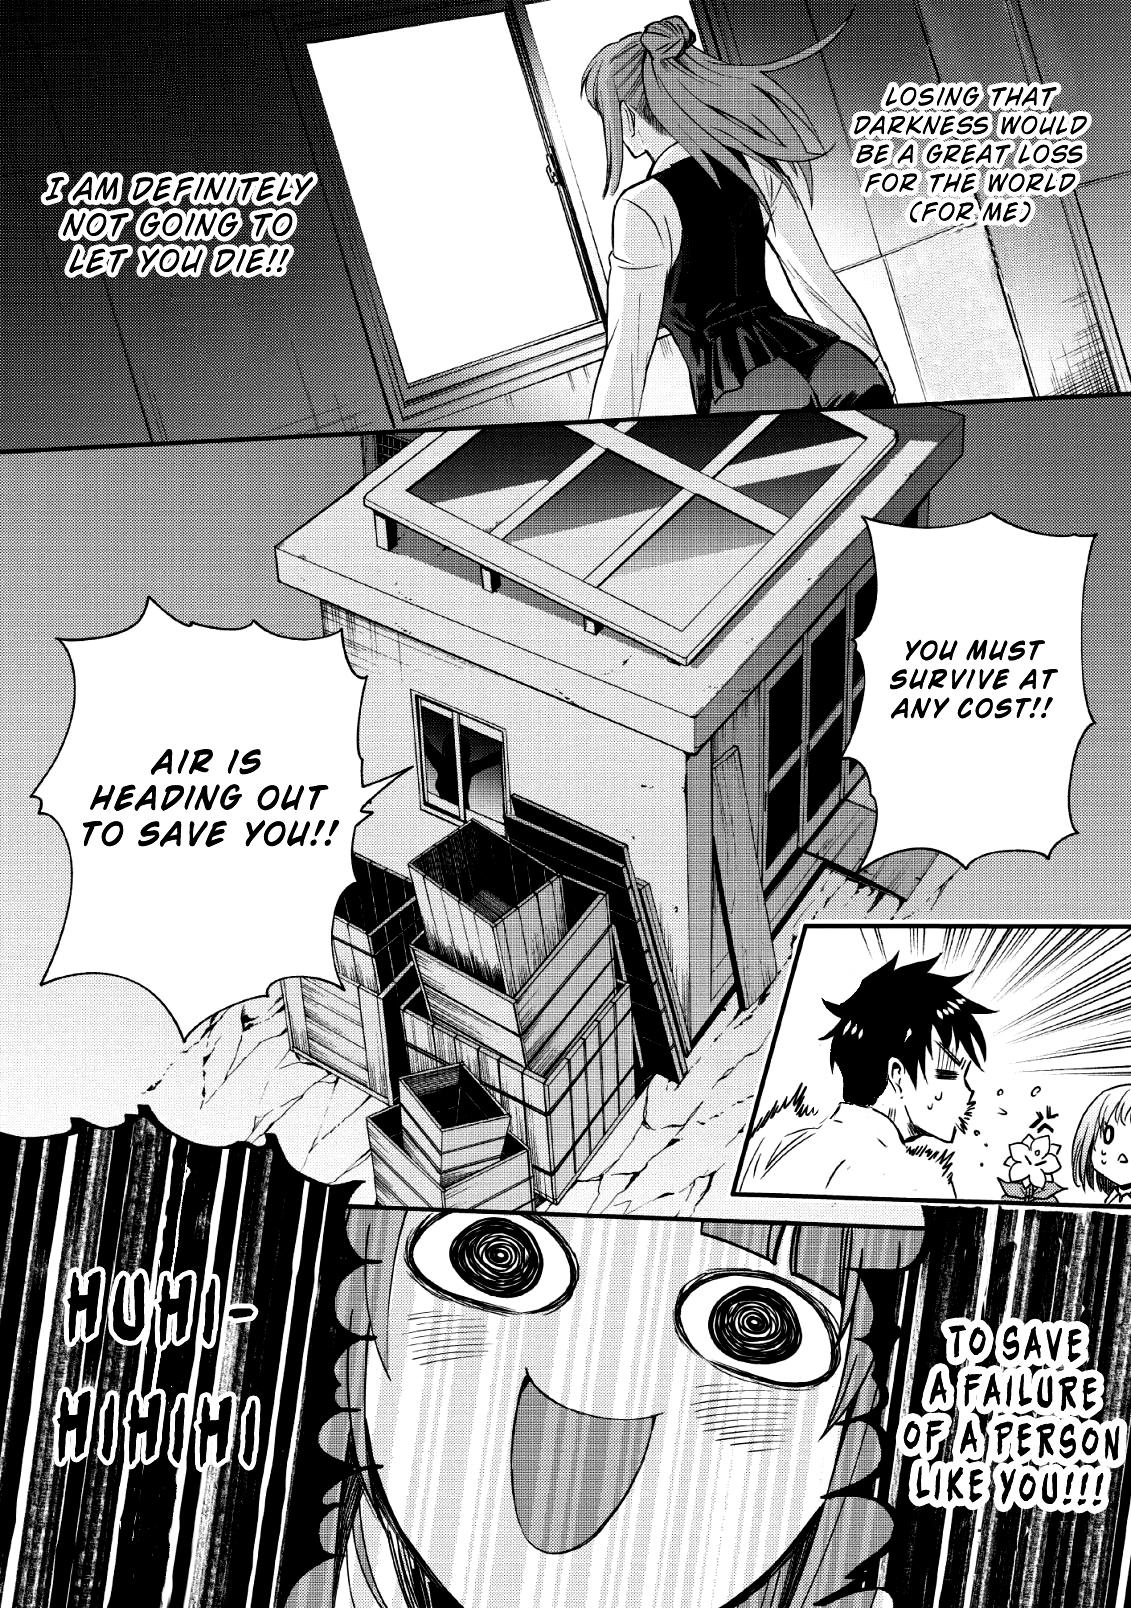 LOSING THAT
DARKNESS WOULD
BE A GREAT LOSS
FOR THE WORLD
(FOR ME)
I AM DEFINITELY
NOT GOING TO
LET YOU DIE!!
YOU MUST
SURVIVE AT
ANY COST!!
AIR IS
HEADING OUT
TO SAVE YOU!!
TO SAVE
A FAILURE
OF A PERSON
LIKE YOU!!!
HUHI-
HIHIHI